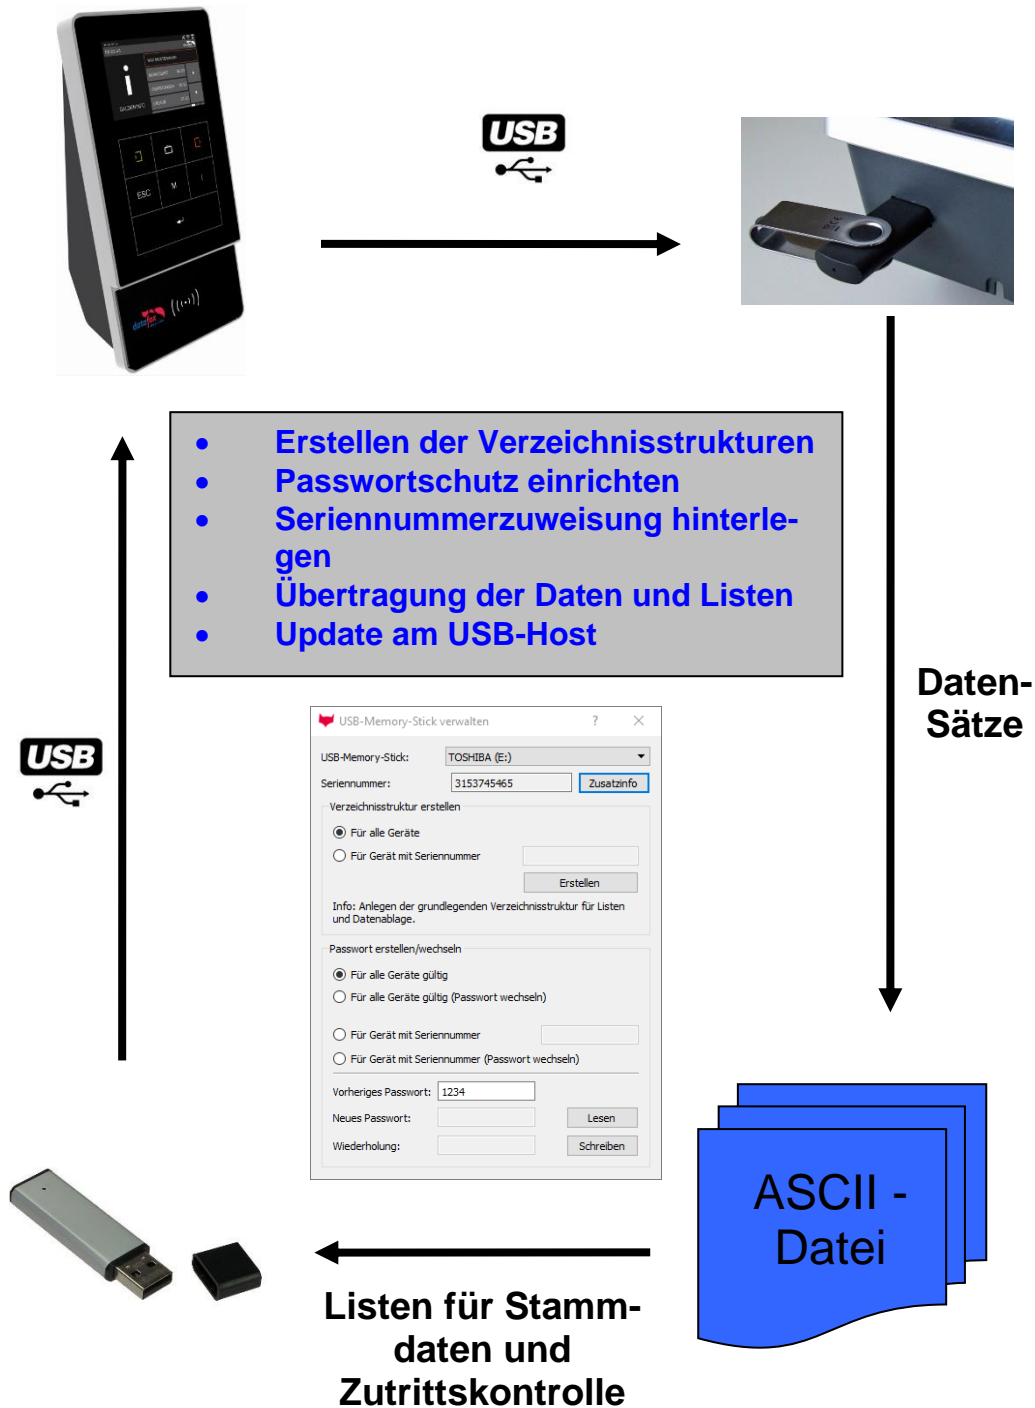 USB
ESC
M
datafox
• Erstellen der Verzeichnisstrukturen
• Passwortschutz einrichten
• Seriennummerzuweisung hinterle-
gen
• Übertragung der Daten und Listen
• Update am USB-Host
Daten-
Sätze
USB
USB-Memory-Stick verwalten ? ×
USB-Memory-Stick: TOSHIBA (E:)
Seriennummer: 3153745465 Zusatzinfo
Verzeichnisstruktur erstellen
Für alle Geräte
Für Gerät mit Seriennummer
Erstellen
Info: Anlegen der grundlegenden Verzeichnisstruktur für Listen
und Datenablage.
Passwort erstellen/wechseln
Für alle Geräte gültig
Für alle Geräte gültig (Passwort wechseln)
Für Gerät mit Seriennummer
Für Gerät mit Seriennummer (Passwort wechseln)
Vorheriges Passwort: 1234
Neues Passwort: Lesen
Wiederholung: Schreiben
ASCII -
Datei
Listen für Stamm-
daten und
Zutrittskontrolle